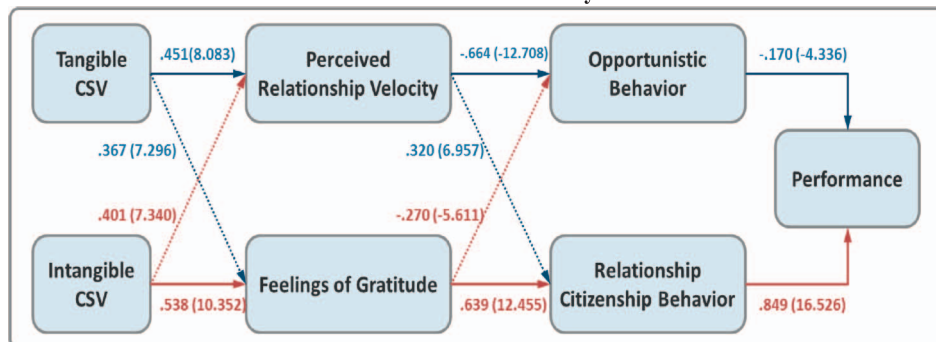 Tangible
CSV
.451(8.083)
Perceived
Relationship Velocity
-.664 (-12.708)
Opportunistic
Behavior
-.170 (-4.336)
.367 (7.296)
.320 (6.957)
Performance
.401 (7.340)
-.270 (-5.611)
Intangible
CSV
.538 (10.352)
Feelings of Gratitude
.639 (12.455)
Relationship
Citizenship Behavior
.849 (16.526)